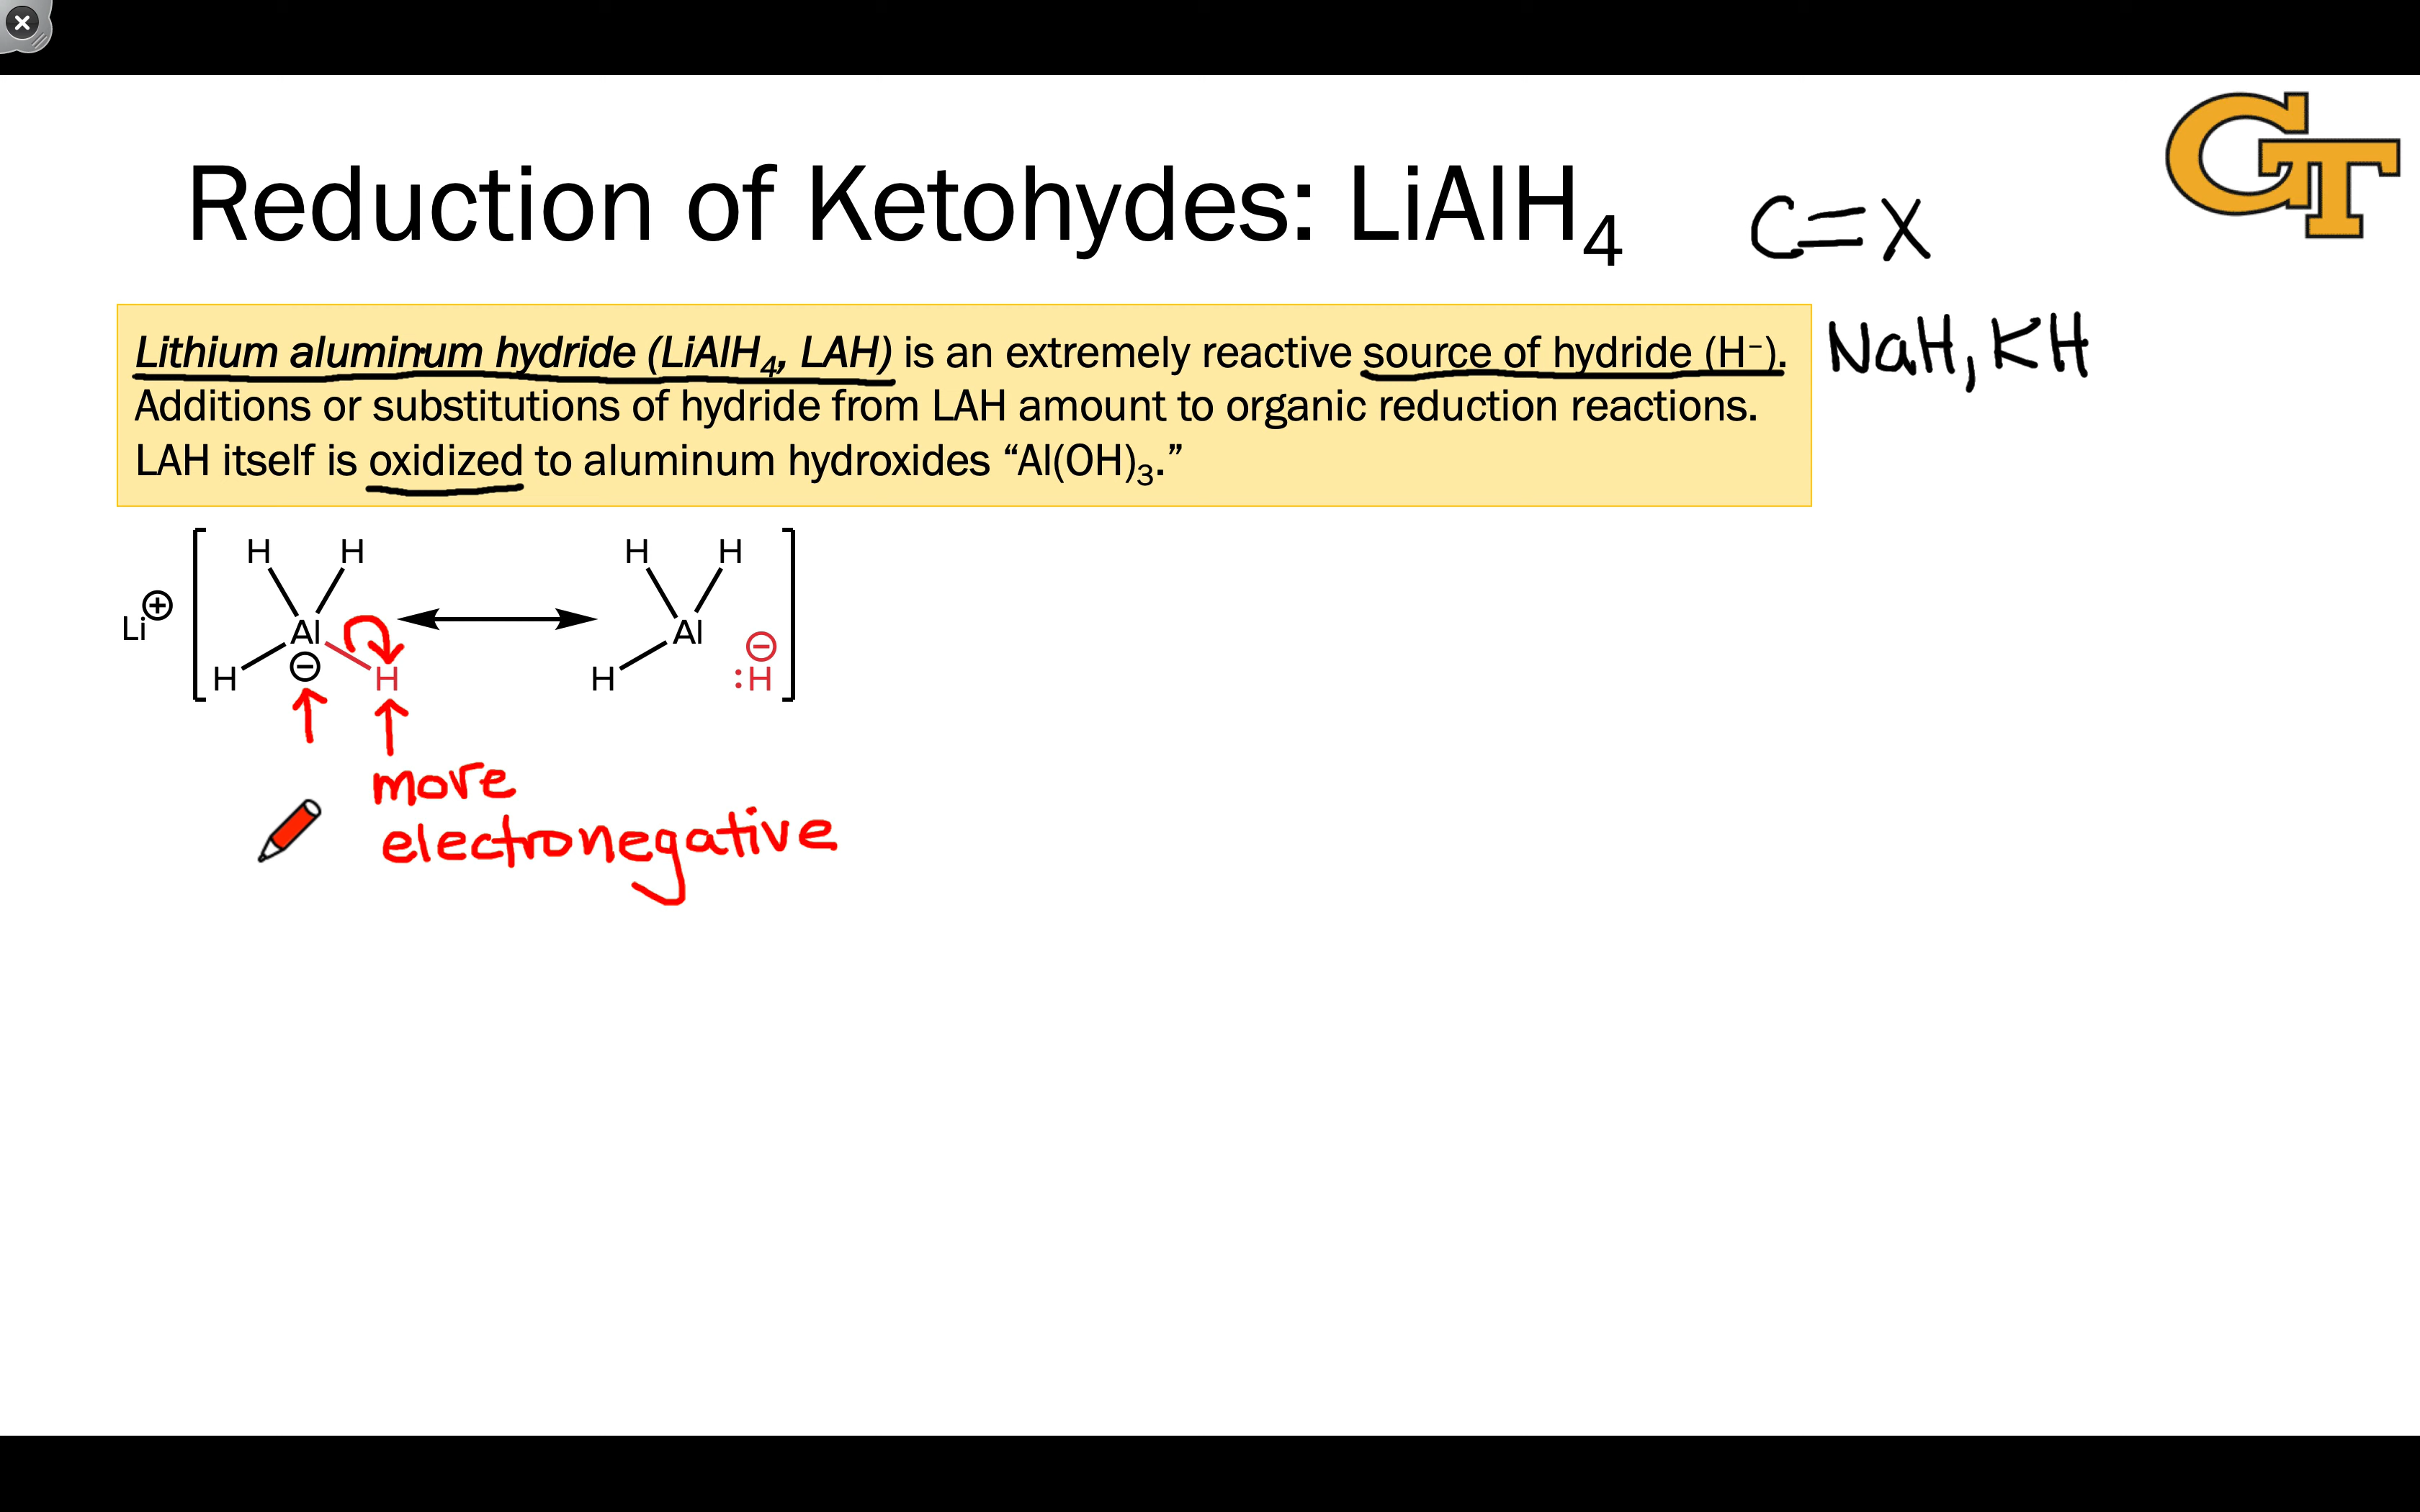 GT
Reduction of Ketohydes: LiAlH₄
C=X
Lithium aluminum hydride (LiAlH₄, LAH) is an extremely reactive source of hydride (H⁻).
NaH, KH
Additions or substitutions of hydride from LAH amount to organic reduction reactions.
LAH itself is oxidized to aluminum hydroxides “Al(OH)₃.”
H H H H
Li⊕ Al Al
H ⊖ H H :H ⊖
more
electronegative